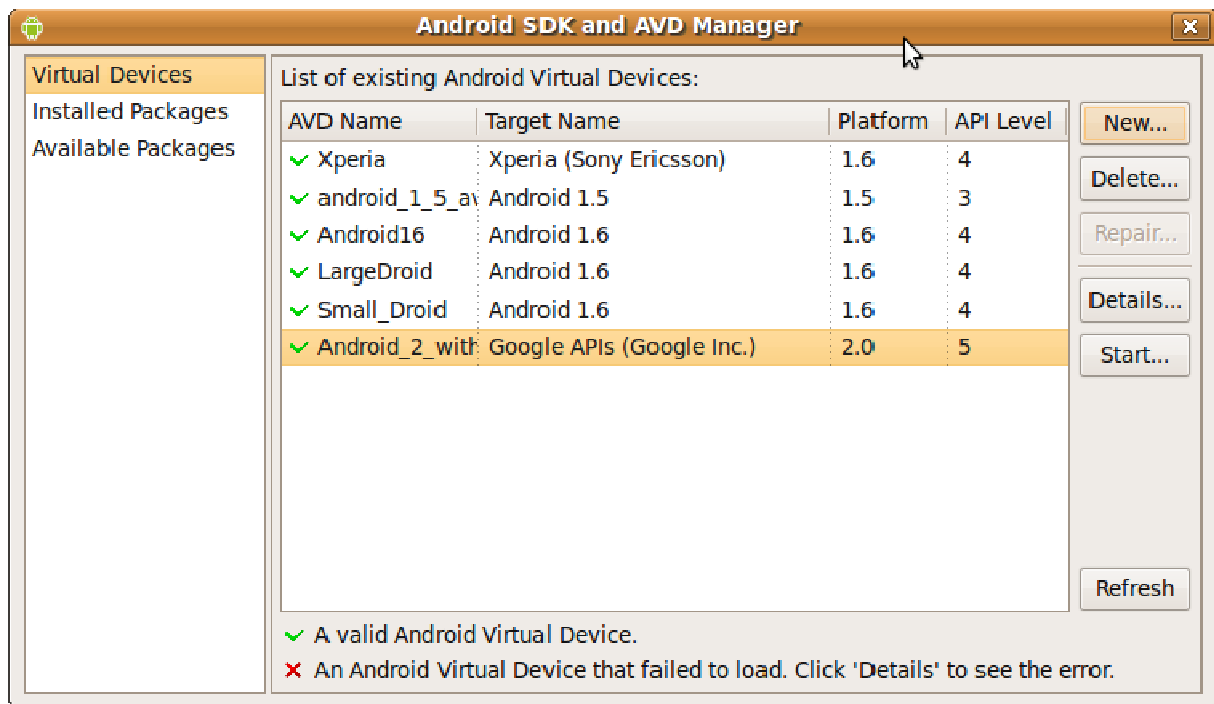 Android SDK and AVD Manager
Virtual Devices
Installed Packages
Available Packages
List of existing Android Virtual Devices:
AVD Name Target Name Platform API Level
Xperia Xperia (Sony Ericsson) 1.6 4
android_1_5_av Android 1.5 1.5 3
Android16 Android 1.6 1.6 4
LargeDroid Android 1.6 1.6 4
Small_Droid Android 1.6 1.6 4
Android_2_with Google APIs (Google Inc.) 2.0 5
New...
Delete...
Repair...
Details...
Start...
Refresh
A valid Android Virtual Device.
An Android Virtual Device that failed to load. Click 'Details' to see the error.